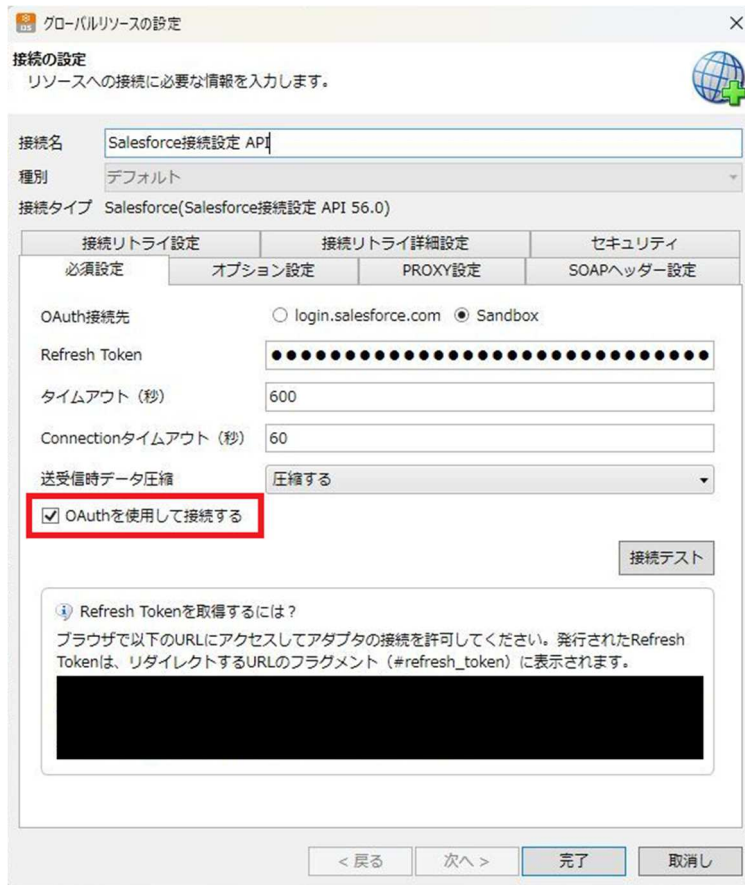 グローバルリソースの設定
接続の設定
リソースへの接続に必要な情報を入力します。
接続名 Salesforce接続設定 API
種別 デフォルト
接続タイプ Salesforce(Salesforce接続設定 API 56.0)
接続リトライ設定 接続リトライ詳細設定 セキュリティ
必須設定 オプション設定 PROXY設定 SOAPヘッダー設定
OAuth接続先 login.salesforce.com Sandbox
Refresh Token ●●●●●●●●●●●●●●●●●●●●●●●●●●●●●●
タイムアウト（秒） 600
Connectionタイムアウト（秒） 60
送受信時データ圧縮 圧縮する
OAuthを使用して接続する
接続テスト
Refresh Tokenを取得するには？
ブラウザで以下のURLにアクセスしてアダプタの接続を許可してください。発行されたRefresh
Tokenは、リダイレクトするURLのフラグメント（#refresh_token）に表示されます。
< 戻る 次へ > 完了 取消し